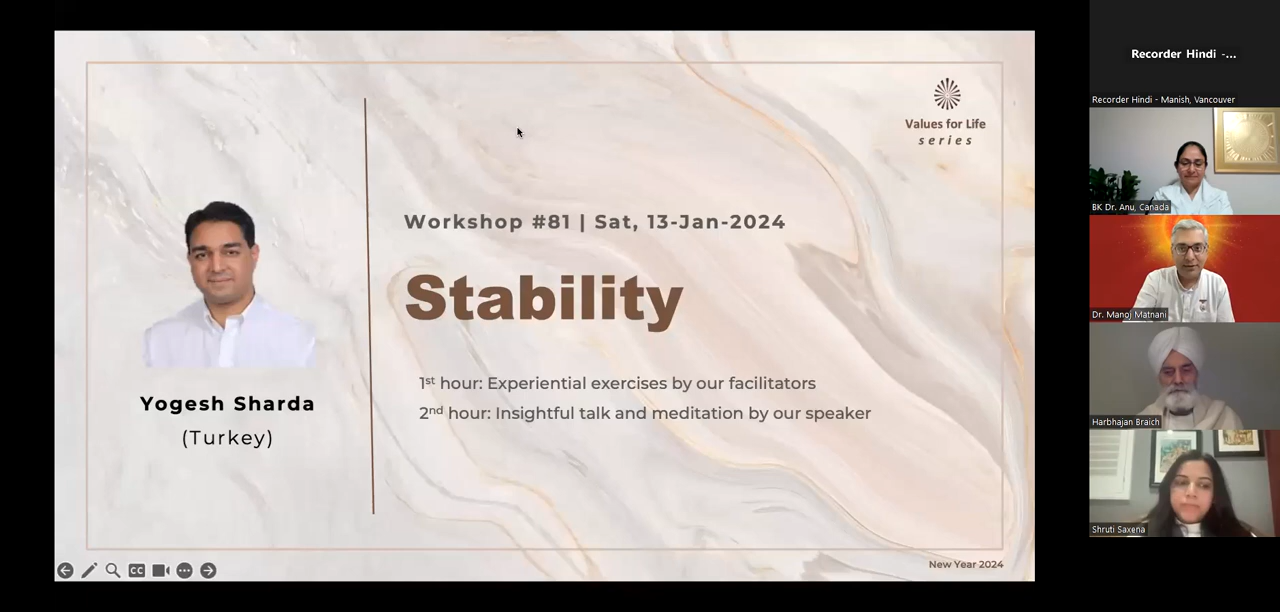 Values for Life
series
Workshop #81 | Sat, 13-Jan-2024
Stability
1st hour: Experiential exercises by our facilitators
2nd hour: Insightful talk and meditation by our speaker
Yogesh Sharda
(Turkey)
CC
New Year 2024
Recorder Hindi -...
Recorder Hindi - Manish, Vancouver
BK Dr. Anu, Canada
Dr. Manoj Matnani
Harbhajan Braich
Shruti Saxena